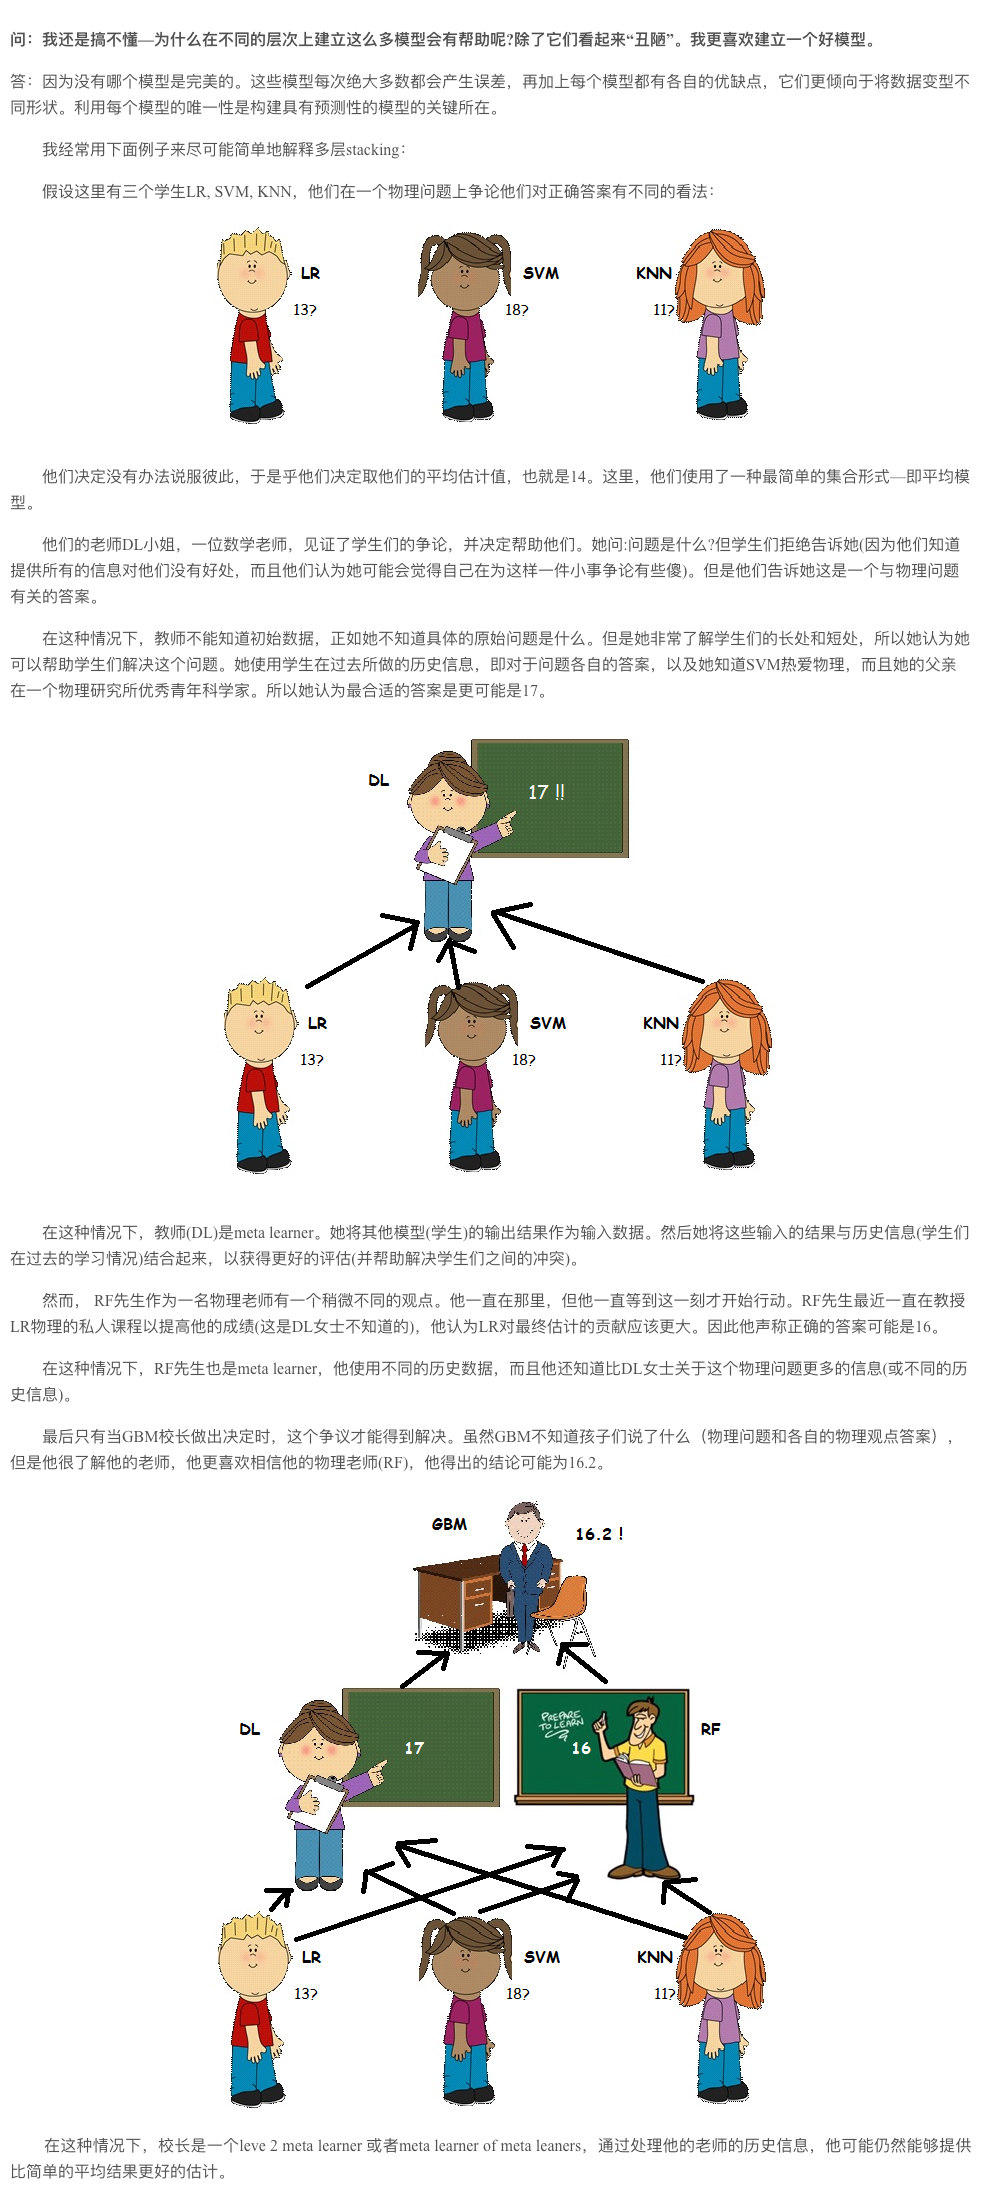 问：我还是搞不懂—为什么在不同的层次上建立这么多模型会有帮助呢?除了它们看起来“丑陋”。我更喜欢建立一个好模型。
答：因为没有哪个模型是完美的。这些模型每次绝大多数都会产生误差，再加上每个模型都有各自的优缺点，它们更倾向于将数据变型不
同形状。利用每个模型的唯一性是构建具有预测性的模型的关键所在。
我经常用下面例子来尽可能简单地解释多层stacking：
假设这里有三个学生LR, SVM, KNN，他们在一个物理问题上争论他们对正确答案有不同的看法：
LR
SVM
KNN
13?
18?
11?
他们决定没有办法说服彼此，于是乎他们决定取他们的平均估计值，也就是14。这里，他们使用了一种最简单的集合形式—即平均模
型。
他们的老师DL小姐，一位数学老师，见证了学生们的争论，并决定帮助他们。她问:问题是什么?但学生们拒绝告诉她(因为他们知道
提供所有的信息对他们没有好处，而且他们认为她可能会觉得自己在为这样一件小事争论有些傻)。但是他们告诉她这是一个与物理问题
有关的答案。
在这种情况下，教师不能知道初始数据，正如她不知道具体的原始问题是什么。但是她非常了解学生们的长处和短处，所以她认为她
可以帮助学生们解决这个问题。她使用学生在过去所做的历史信息，即对于问题各自的答案，以及她知道SVM热爱物理，而且她的父亲
在一个物理研究所优秀青年科学家。所以她认为最合适的答案是更可能是17。
DL
17 !!
LR
SVM
KNN
13?
18?
11?
在这种情况下，教师(DL)是meta learner。她将其他模型(学生)的输出结果作为输入数据。然后她将这些输入的结果与历史信息(学生们
在过去的学习情况)结合起来，以获得更好的评估(并帮助解决学生们之间的冲突)。
然而， RF先生作为一名物理老师有一个稍微不同的观点。他一直在那里，但他一直等到这一刻才开始行动。RF先生最近一直在教授
LR物理的私人课程以提高他的成绩(这是DL女士不知道的)，他认为LR对最终估计的贡献应该更大。因此他声称正确的答案可能是16。
在这种情况下，RF先生也是meta learner，他使用不同的历史数据，而且他还知道比DL女士关于这个物理问题更多的信息(或不同的历
史信息)。
最后只有当GBM校长做出决定时，这个争议才能得到解决。虽然GBM不知道孩子们说了什么（物理问题和各自的物理观点答案），
但是他很了解他的老师，他更喜欢相信他的物理老师(RF)，他得出的结论可能为16.2。
GBM
16.2 !
DL
17
PREPARE
TO LEARN
16
RF
LR
SVM
KNN
13?
18?
11?
在这种情况下，校长是一个leve 2 meta learner 或者meta learner of meta leaners，通过处理他的老师的历史信息，他可能仍然能够提供
比简单的平均结果更好的估计。